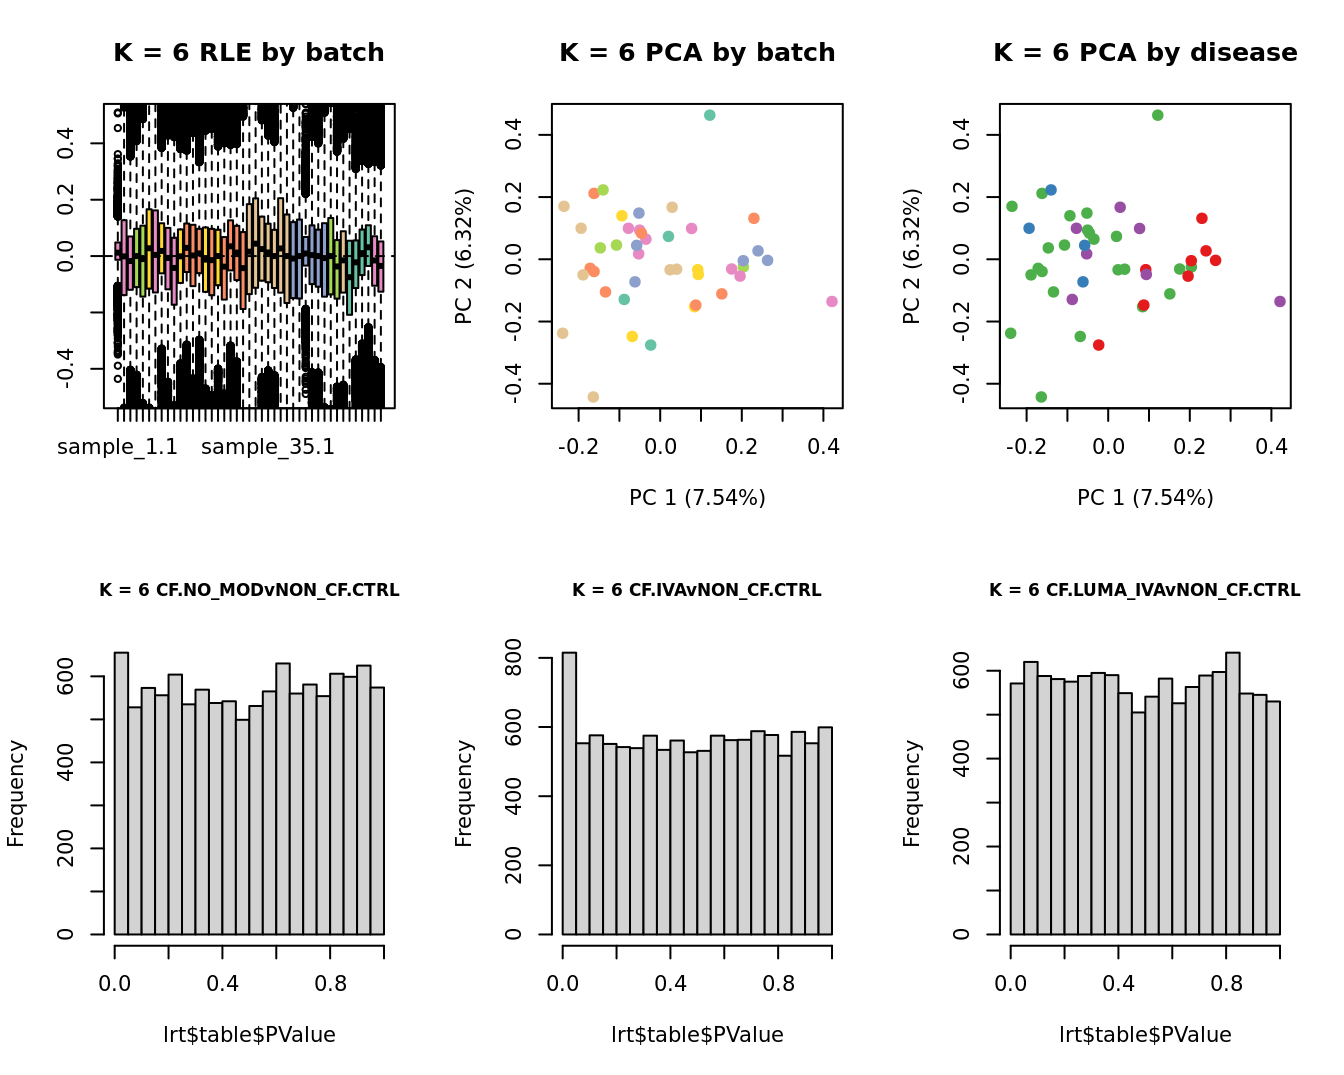 K = 6 RLE by batch
0.4
0.2
0.0
-0.4
sample_1.1 sample_35.1
K = 6 PCA by batch
PC 2 (6.32%)
0.4
0.2
0.0
-0.2
-0.4
-0.2 0.0 0.2 0.4
PC 1 (7.54%)
K = 6 PCA by disease
PC 2 (6.32%)
0.4
0.2
0.0
-0.2
-0.4
-0.2 0.0 0.2 0.4
PC 1 (7.54%)
K = 6 CF.NO_MODvNON_CF.CTRL
Frequency
600
400
200
0
0.0 0.4 0.8
lrt$table$PValue
K = 6 CF.IVAvNON_CF.CTRL
Frequency
800
600
400
200
0
0.0 0.4 0.8
lrt$table$PValue
K = 6 CF.LUMA_IVAvNON_CF.CTRL
Frequency
600
400
200
0
0.0 0.4 0.8
lrt$table$PValue